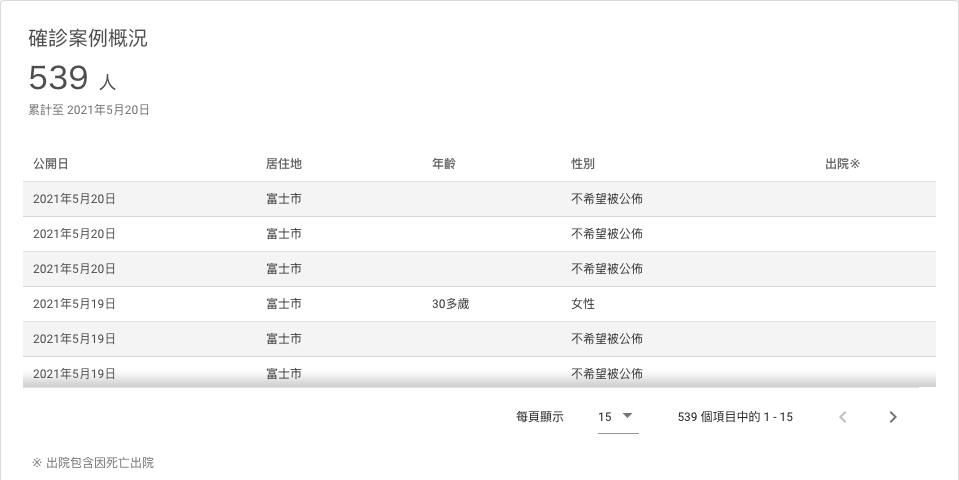 確診案例概況
539 人
累計至 2021年5月20日
公開日 居住地 年齡 性別 出院※
2021年5月20日 富士市 不希望被公佈
2021年5月20日 富士市 不希望被公佈
2021年5月20日 富士市 不希望被公佈
2021年5月19日 富士市 30多歲 女性
2021年5月19日 富士市 不希望被公佈
2021年5月19日 富士市 不希望被公佈
每頁顯示 15 539 個項目中的 1 - 15
※ 出院包含因死亡出院